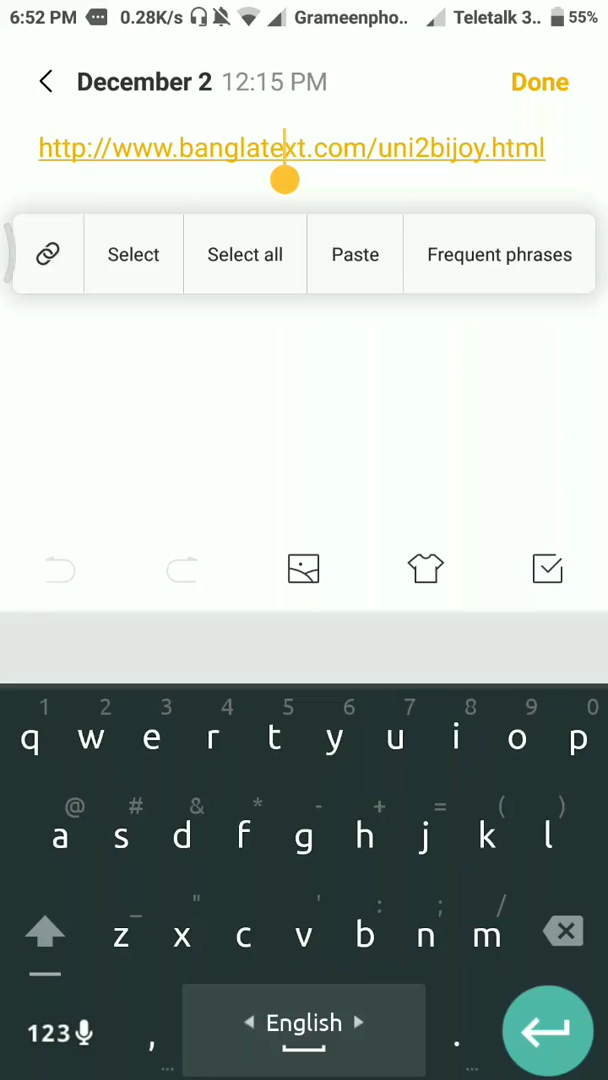 6:52 PM 0.28K/s Grameenpho.. Teletalk 3.. 55%
December 2 12:15 PM Done
http://www.banglatext.com/uni2bijoy.html
Select Select all Paste Frequent phrases
1 2 3 4 5 6 7 8 9 0
q w e r t y u i o p
@ # & * - + = ( )
a s d f g h j k l
_ " ' : ; /
z x c v b n m
123 , English .
... ...